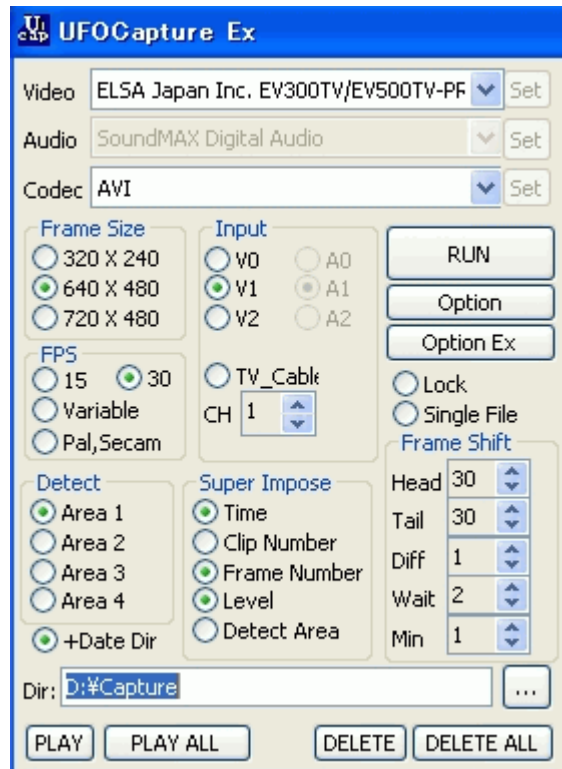 UFOCapture Ex
Video ELSA Japan Inc. EV300TV/EV500TV-PR Set
Audio SoundMAX Digital Audio Set
Codec AVI Set
Frame Size
320 X 240
640 X 480
720 X 480
Input
V0 A0
V1 A1
V2 A2
TV_Cable
CH 1
RUN
Option
Option Ex
FPS
15 30
Variable
Pal,Secam
Lock
Single File
Detect
Area 1
Area 2
Area 3
Area 4
+Date Dir
Super Impose
Time
Clip Number
Frame Number
Level
Detect Area
Frame Shift
Head 30
Tail 30
Diff 1
Wait 2
Min 1
Dir: D:¥Capture ...
PLAY PLAY ALL DELETE DELETE ALL